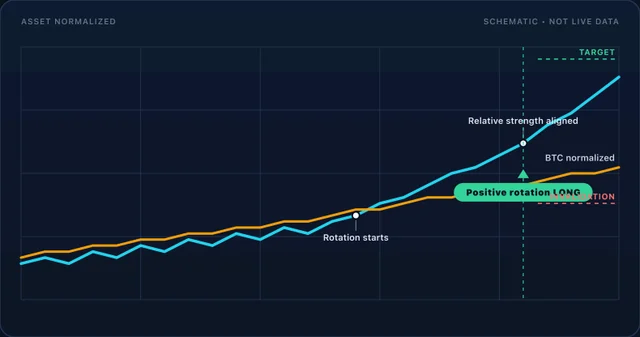 ASSET NORMALIZED
SCHEMATIC • NOT LIVE DATA
TARGET
Relative strength aligned
BTC normalized
Positive rotation LONG
Rotation starts